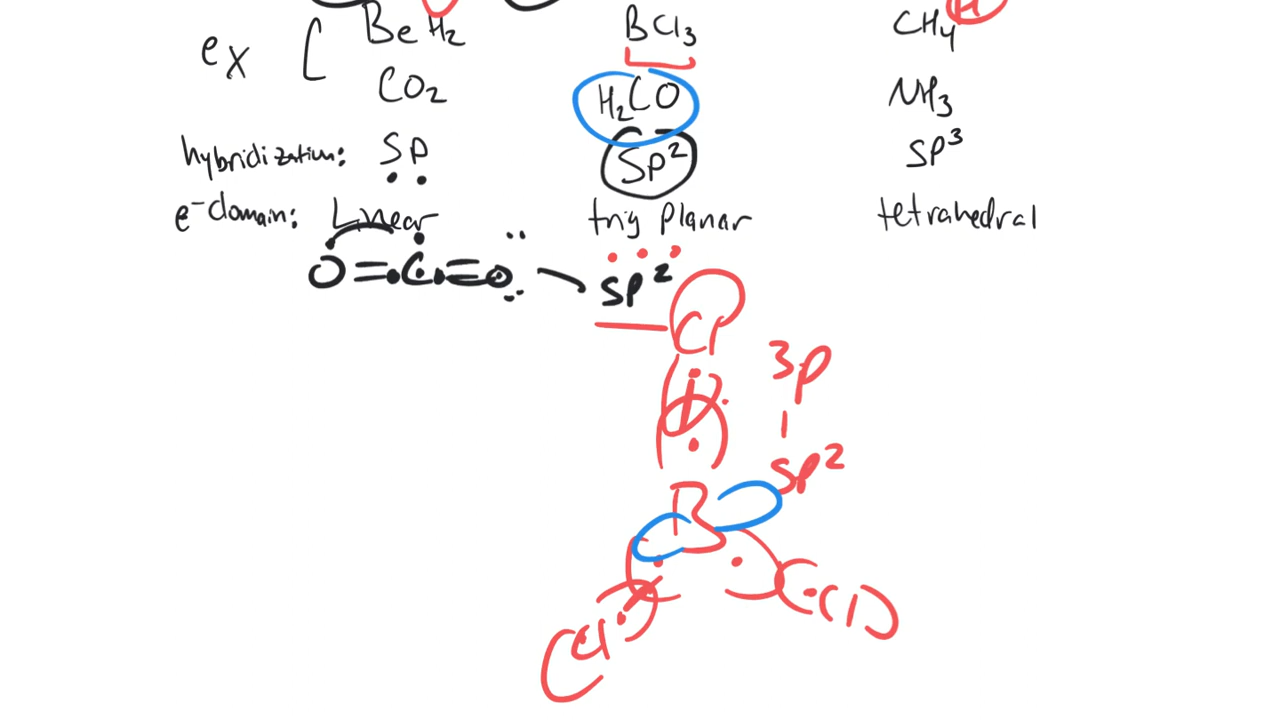 ex [ BeH2 BCl3 CH4 H
CO2 H2CO NH3
hybridization: sp sp² sp³
e⁻domain: Linear trig planar tetrahedral
O=C=O sp²
Cl
3p
sp²
B
Cl Cl